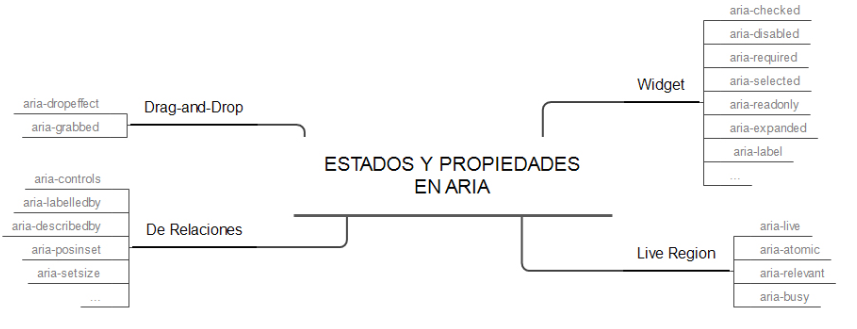 ESTADOS Y PROPIEDADES
EN ARIA
Drag-and-Drop
aria-dropeffect
aria-grabbed
De Relaciones
aria-controls
aria-labelledby
aria-describedby
aria-posinset
aria-setsize
...
Widget
aria-checked
aria-disabled
aria-required
aria-selected
aria-readonly
aria-expanded
aria-label
...
Live Region
aria-live
aria-atomic
aria-relevant
aria-busy